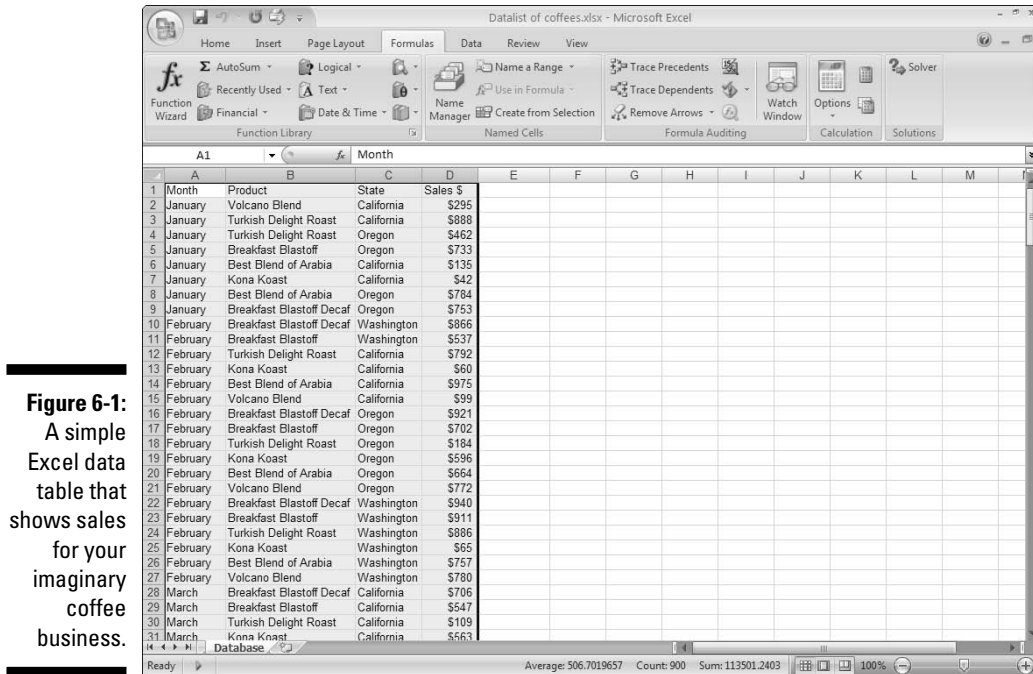 Datalist of coffees.xlsx - Microsoft Excel
Home Insert Page Layout Formulas Data Review View
fx Function Wizard
Σ AutoSum
Recently Used
Financial
Logical
Text
Date & Time
Function Library
Name Manager
Name a Range
Use in Formula
Create from Selection
Named Cells
Trace Precedents
Trace Dependents
Remove Arrows
Formula Auditing
Watch Window
Options
Calculation
Solver
Solutions
A1 fx Month
A B C D E F G H I J K L M
1 Month Product State Sales $
2 January Volcano Blend California $295
3 January Turkish Delight Roast California $888
4 January Turkish Delight Roast Oregon $462
5 January Breakfast Blastoff Oregon $733
6 January Best Blend of Arabia California $135
7 January Kona Koast California $42
8 January Best Blend of Arabia Oregon $784
9 January Breakfast Blastoff Decaf Oregon $753
10 February Breakfast Blastoff Decaf Washington $866
11 February Breakfast Blastoff Washington $537
12 February Turkish Delight Roast California $792
13 February Kona Koast California $60
14 February Best Blend of Arabia California $975
15 February Volcano Blend California $99
16 February Breakfast Blastoff Decaf Oregon $921
17 February Breakfast Blastoff Oregon $702
18 February Turkish Delight Roast Oregon $184
19 February Kona Koast Oregon $596
20 February Best Blend of Arabia Oregon $664
21 February Volcano Blend Oregon $772
22 February Breakfast Blastoff Decaf Washington $940
23 February Breakfast Blastoff Washington $911
24 February Turkish Delight Roast Washington $886
25 February Kona Koast Washington $65
26 February Best Blend of Arabia Washington $757
27 February Volcano Blend Washington $780
28 March Breakfast Blastoff Decaf California $706
29 March Breakfast Blastoff California $547
30 March Turkish Delight Roast California $109
31 March Kona Koast California $563
Database
Ready Average: 506.7019657 Count: 900 Sum: 113501.2403 100%
Figure 6-1:
A simple
Excel data
table that
shows sales
for your
imaginary
coffee
business.